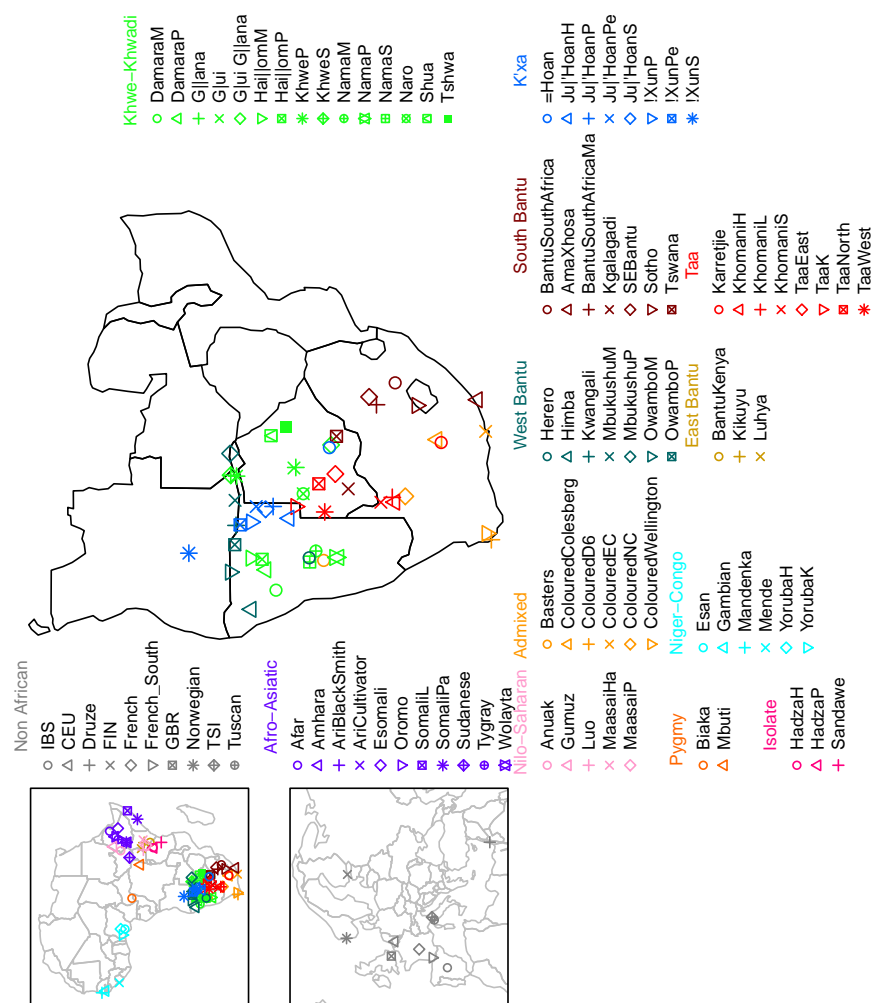 Non African
IBS
CEU
Druze
FIN
French
French_South
GBR
Norwegian
TSI
Tuscan
Afro−Asiatic
Afar
Amhara
AriBlackSmith
AriCultivator
Esomali
Oromo
SomaliL
SomaliPa
Sudanese
Tygray
Wolayta
Nilo−Saharan
Anuak
Gumuz
Luo
MaasaiHa
MaasaiP
Pygmy
Biaka
Mbuti
Isolate
HadzaH
HadzaP
Sandawe
Admixed
Basters
ColouredColesberg
ColouredD6
ColouredEC
ColouredNC
ColouredWellington
Niger−Congo
Esan
Gambian
Mandenka
Mende
YorubaH
YorubaK
West Bantu
Herero
Himba
Kwangali
MbukushuM
MbukushuP
OwamboM
OwamboP
East Bantu
BantuKenya
Kikuyu
Luhya
South Bantu
BantuSouthAfrica
AmaXhosa
BantuSouthAfricaMa
Kgalagadi
SEBantu
Sotho
Tswana
Taa
Karretjie
KhomaniH
KhomaniL
KhomaniS
TaaEast
TaaK
TaaNorth
TaaWest
Khwe−Khwadi
DamaraM
DamaraP
G||ana
G|ui
G|ui G||ana
Hai||omM
Hai||omP
KhweP
KhweS
NamaM
NamaP
NamaS
Naro
Shua
Tshwa
K'xa
=Hoan
Ju|'HoanH
Ju|'HoanP
Ju|'HoanPe
Ju|'HoanS
!XunP
!XunPe
!XunS